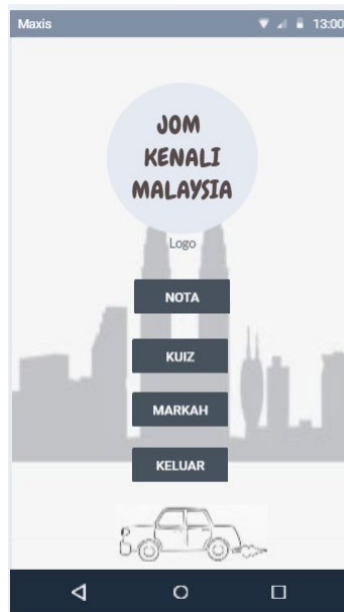 Maxis 13:00
JOM
KENALI
MALAYSIA
Logo
NOTA
KUIZ
MARKAH
KELUAR